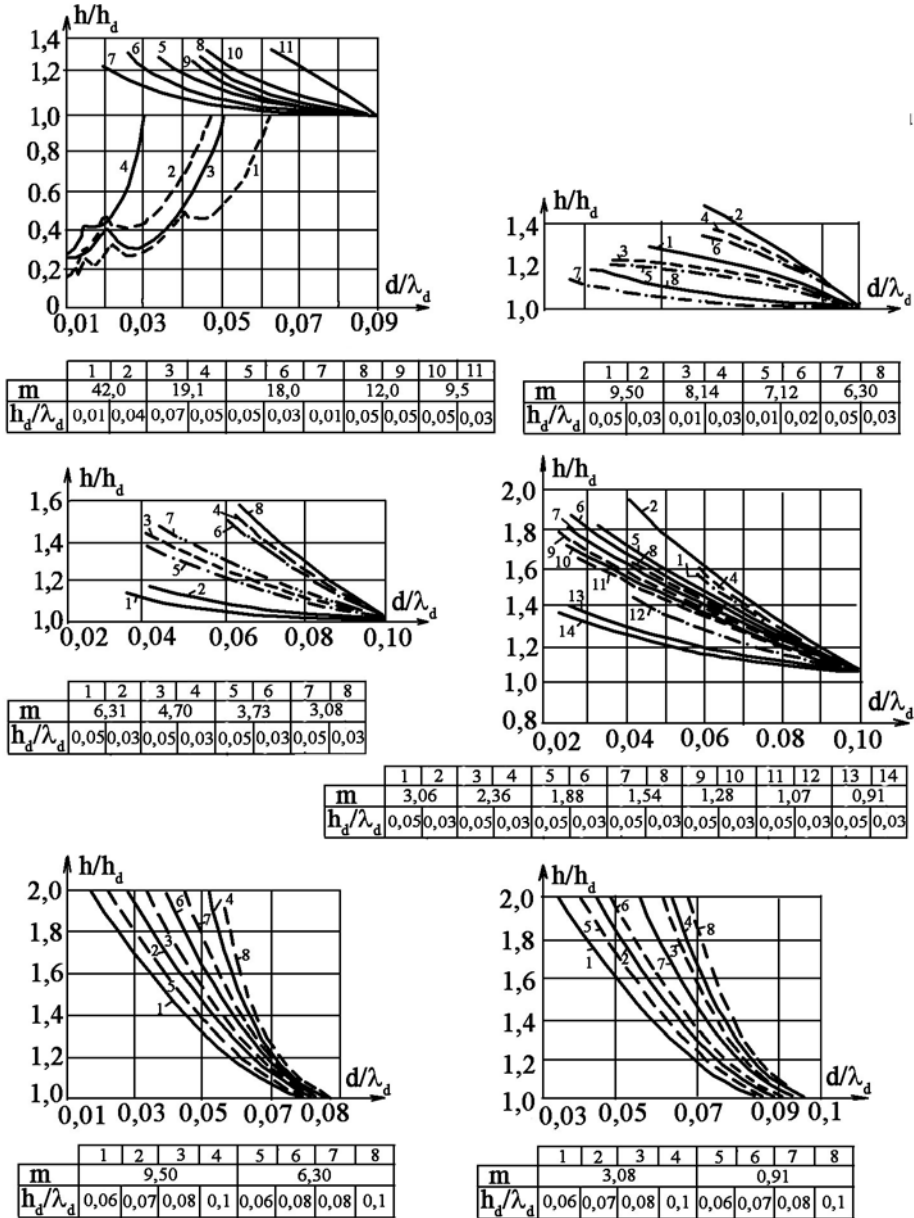 h/h_d
1,4
1,2
1,0
0,8
0,6
0,4
0,2
0
7 6 5 9 8 10 11
4 2 3 1
d/λ_d
0,01 0,03 0,05 0,07 0,09
1 2 3 4 5 6 7 8 9 10 11
m 42,0 19,1 18,0 12,0 9,5
h_d/λ_d 0,01 0,04 0,07 0,05 0,05 0,03 0,01 0,05 0,05 0,05 0,03
h/h_d
1,4
1,2
1,0
7 3 5 1 8 4 6 2
d/λ_d
1 2 3 4 5 6 7 8
m 9,50 8,14 7,12 6,30
h_d/λ_d 0,05 0,03 0,01 0,03 0,01 0,02 0,05 0,03
h/h_d
1,6
1,4
1,2
1,0
3 7 5 1 2 4 6 8
d/λ_d
0,02 0,04 0,06 0,08 0,10
1 2 3 4 5 6 7 8
m 6,31 4,70 3,73 3,08
h_d/λ_d 0,05 0,03 0,05 0,03 0,05 0,03 0,05 0,03
h/h_d
2,0
1,8
1,6
1,4
1,2
1,0
0,8
7 6 2 5 8 9 10 11 1 4 13 12 14
d/λ_d
0,02 0,04 0,06 0,08 0,10
1 2 3 4 5 6 7 8 9 10 11 12 13 14
m 3,06 2,36 1,88 1,54 1,28 1,07 0,91
h_d/λ_d 0,05 0,03 0,05 0,03 0,05 0,03 0,05 0,03 0,05 0,03 0,05 0,03 0,05 0,03
h/h_d
2,0
1,8
1,6
1,4
1,2
1,0
6 7 4 2 3 8 5 1
d/λ_d
0,01 0,03 0,05 0,07 0,08
1 2 3 4 5 6 7 8
m 9,50 6,30
h_d/λ_d 0,06 0,07 0,08 0,1 0,06 0,08 0,08 0,1
h/h_d
2,0
1,8
1,6
1,4
1,2
1,0
6 5 4 8 1 2 7 3
d/λ_d
0,03 0,05 0,07 0,09 0,1
1 2 3 4 5 6 7 8
m 3,08 0,91
h_d/λ_d 0,06 0,07 0,08 0,1 0,06 0,07 0,08 0,1